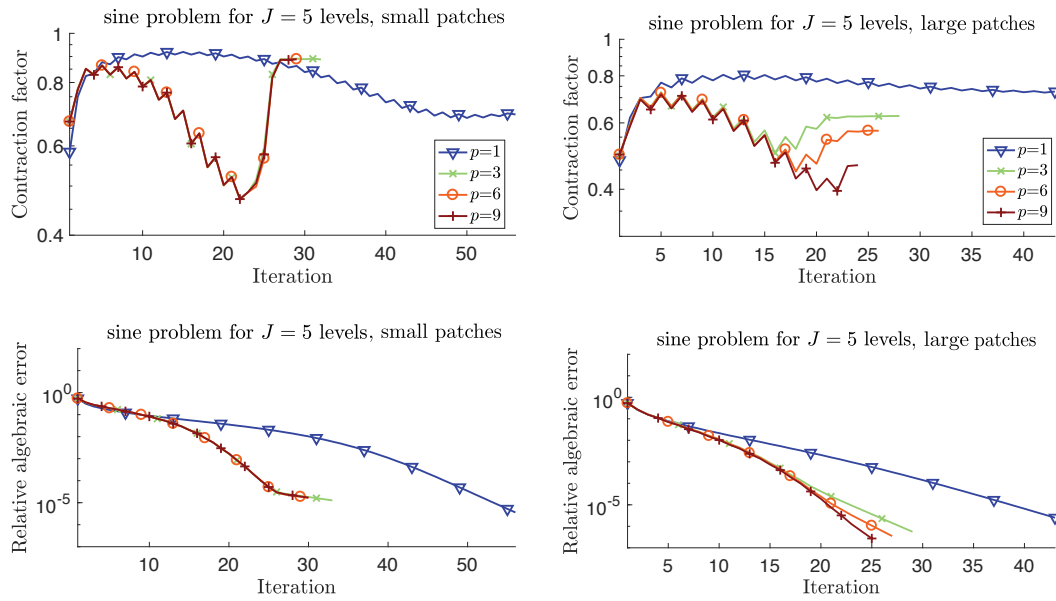 sine problem for J = 5 levels, small patches
Contraction factor
1
0.8
0.6
0.4
10 20 30 40 50
Iteration
p=1
p=3
p=6
p=9
sine problem for J = 5 levels, large patches
Contraction factor
1
0.8
0.6
0.4
5 10 15 20 25 30 35 40
Iteration
p=1
p=3
p=6
p=9
sine problem for J = 5 levels, small patches
Relative algebraic error
10^0
10^-5
10 20 30 40 50
Iteration
sine problem for J = 5 levels, large patches
Relative algebraic error
10^0
10^-5
5 10 15 20 25 30 35 40
Iteration